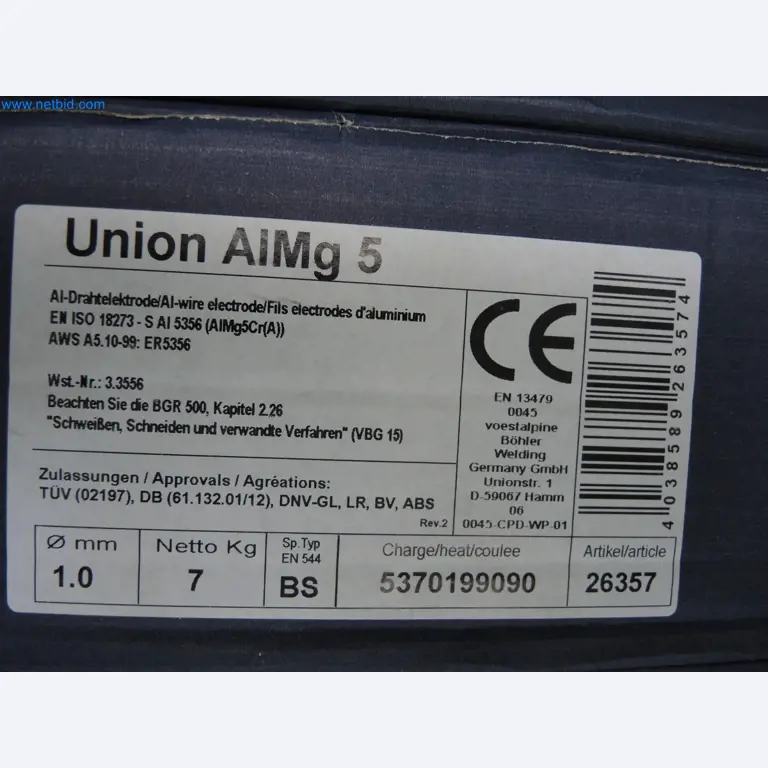 www.netbid.com
Union AlMg 5
Al-Drahtelektrode/Al-wire electrode/Fils electrodes d'aluminium
EN ISO 18273 - S Al 5356 (AlMg5Cr(A))
AWS A5.10-99: ER5356
Wst.-Nr.: 3.3556
Beachten Sie die BGR 500, Kapitel 2.26
"Schweißen, Schneiden und verwandte Verfahren" (VBG 15)
Zulassungen / Approvals / Agréations:
TÜV (02197), DB (61.132.01/12), DNV-GL, LR, BV, ABS
Rev.2
CE
EN 13479
0045
voestalpine
Böhler
Welding
Germany GmbH
Unionstr. 1
D-59067 Hamm
06
0045-CPD-WP-01
4 038589 263574
Ø mm
1.0
Netto Kg
7
Sp.Typ
EN 544
BS
Charge/heat/coulee
5370199090
Artikel/article
26357